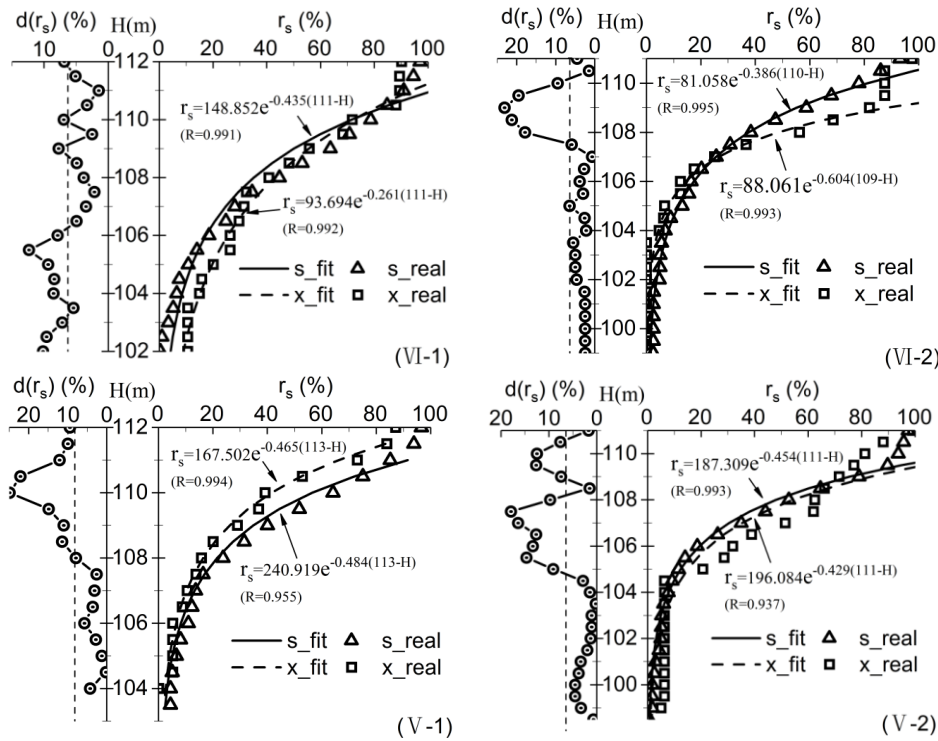 d(rs) (%) H(m) rs (%)
10 0 0 20 40 60 80 100
112
110
108
106
104
102
rs=148.852e^-0.435(111-H)
(R=0.991)
rs=93.694e^-0.261(111-H)
(R=0.992)
s_fit s_real
x_fit x_real
(Ⅵ-1)
d(rs) (%) H(m) rs (%)
20 10 0 0 20 40 60 80 100
110
108
106
104
102
100
rs=81.058e^-0.386(110-H)
(R=0.995)
rs=88.061e^-0.604(109-H)
(R=0.993)
s_fit s_real
x_fit x_real
(Ⅵ-2)
d(rs) (%) H(m) rs (%)
20 10 0 0 20 40 60 80 100
112
110
108
106
104
rs=167.502e^-0.465(113-H)
(R=0.994)
rs=240.919e^-0.484(113-H)
(R=0.955)
s_fit s_real
x_fit x_real
(Ⅴ-1)
d(rs) (%) H(m) rs (%)
20 10 0 0 20 40 60 80 100
110
108
106
104
102
100
rs=187.309e^-0.454(111-H)
(R=0.993)
rs=196.084e^-0.429(111-H)
(R=0.937)
s_fit s_real
x_fit x_real
(Ⅴ-2)